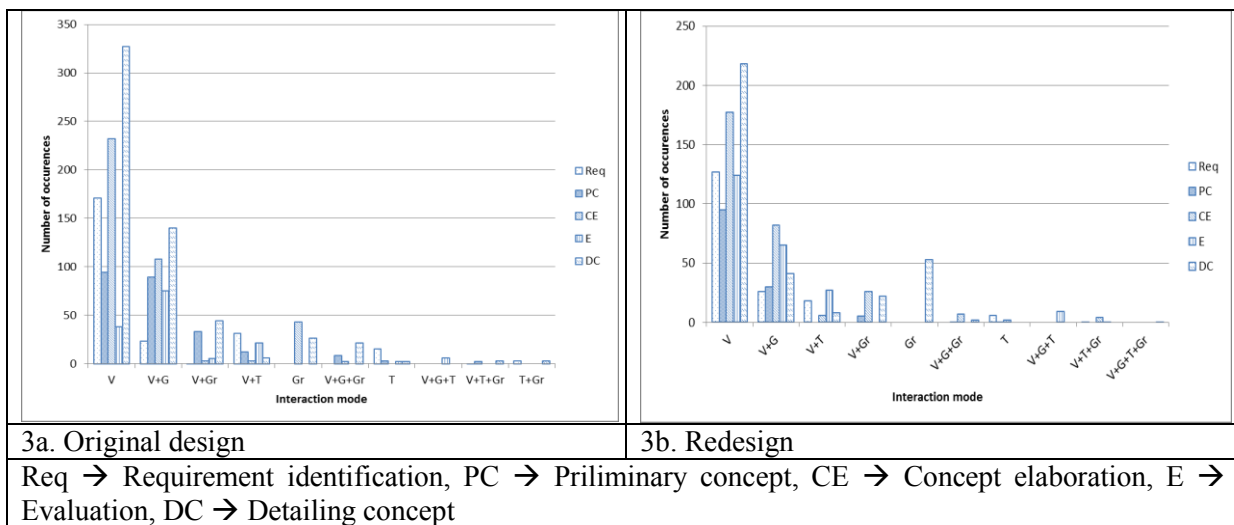 350
300
250
200
150
100
50
0
Number of occurences
V V+G V+Gr V+T Gr V+G+Gr T V+G+T V+T+Gr T+Gr
Interaction mode
Req
PC
CE
E
DC
250
200
150
100
50
0
Number of occurences
V V+G V+T V+Gr Gr V+G+Gr T V+G+T V+T+Gr V+G+T+Gr
Interaction mode
Req
PC
CE
E
DC
3a. Original design
3b. Redesign
Req → Requirement identification, PC → Priliminary concept, CE → Concept elaboration, E →
Evaluation, DC → Detailing concept